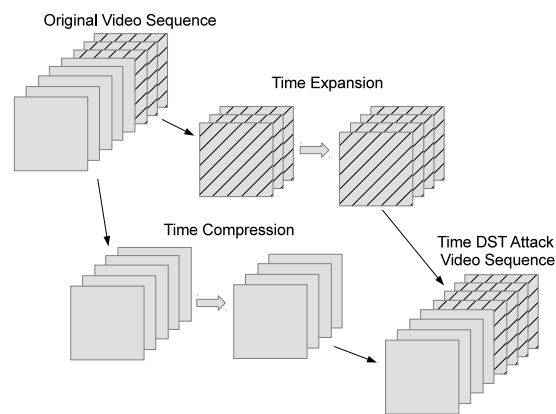 Original Video Sequence
Time Expansion
Time Compression
Time DST Attack
Video Sequence